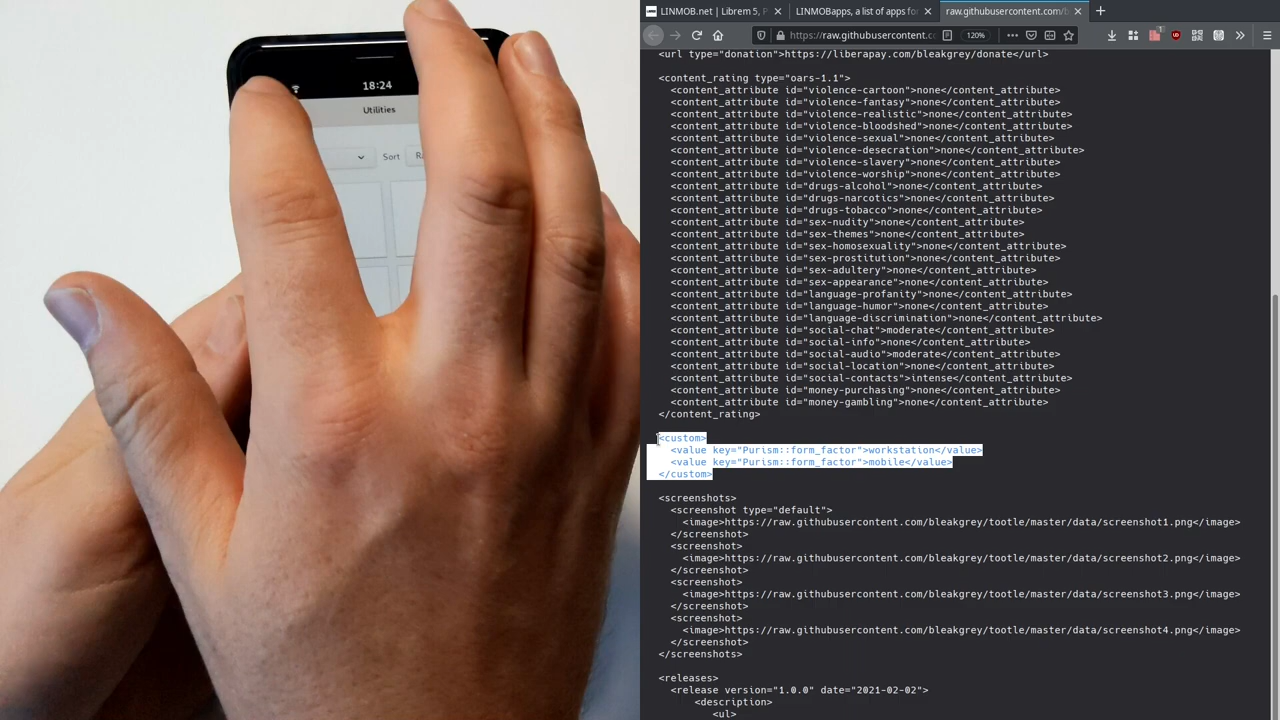 18:24
Utilities
Sort
LINMOB.net | Librem 5, P
LINMOBapps, a list of apps for
raw.githubusercontent.com/b
https://raw.githubusercontent.c
120%
<url type="donation">https://liberapay.com/bleakgrey/donate</url>
<content_rating type="oars-1.1">
<content_attribute id="violence-cartoon">none</content_attribute>
<content_attribute id="violence-fantasy">none</content_attribute>
<content_attribute id="violence-realistic">none</content_attribute>
<content_attribute id="violence-bloodshed">none</content_attribute>
<content_attribute id="violence-sexual">none</content_attribute>
<content_attribute id="violence-desecration">none</content_attribute>
<content_attribute id="violence-slavery">none</content_attribute>
<content_attribute id="violence-worship">none</content_attribute>
<content_attribute id="drugs-alcohol">none</content_attribute>
<content_attribute id="drugs-narcotics">none</content_attribute>
<content_attribute id="drugs-tobacco">none</content_attribute>
<content_attribute id="sex-nudity">none</content_attribute>
<content_attribute id="sex-themes">none</content_attribute>
<content_attribute id="sex-homosexuality">none</content_attribute>
<content_attribute id="sex-prostitution">none</content_attribute>
<content_attribute id="sex-adultery">none</content_attribute>
<content_attribute id="sex-appearance">none</content_attribute>
<content_attribute id="language-profanity">none</content_attribute>
<content_attribute id="language-humor">none</content_attribute>
<content_attribute id="language-discrimination">none</content_attribute>
<content_attribute id="social-chat">moderate</content_attribute>
<content_attribute id="social-info">none</content_attribute>
<content_attribute id="social-audio">moderate</content_attribute>
<content_attribute id="social-location">none</content_attribute>
<content_attribute id="social-contacts">intense</content_attribute>
<content_attribute id="money-purchasing">none</content_attribute>
<content_attribute id="money-gambling">none</content_attribute>
</content_rating>
<custom>
<value key="Purism::form_factor">workstation</value>
<value key="Purism::form_factor">mobile</value>
</custom>
<screenshots>
<screenshot type="default">
<image>https://raw.githubusercontent.com/bleakgrey/tootle/master/data/screenshot1.png</image>
</screenshot>
<screenshot>
<image>https://raw.githubusercontent.com/bleakgrey/tootle/master/data/screenshot2.png</image>
</screenshot>
<screenshot>
<image>https://raw.githubusercontent.com/bleakgrey/tootle/master/data/screenshot3.png</image>
</screenshot>
<screenshot>
<image>https://raw.githubusercontent.com/bleakgrey/tootle/master/data/screenshot4.png</image>
</screenshot>
</screenshots>
<releases>
<release version="1.0.0" date="2021-02-02">
<description>
<ul>